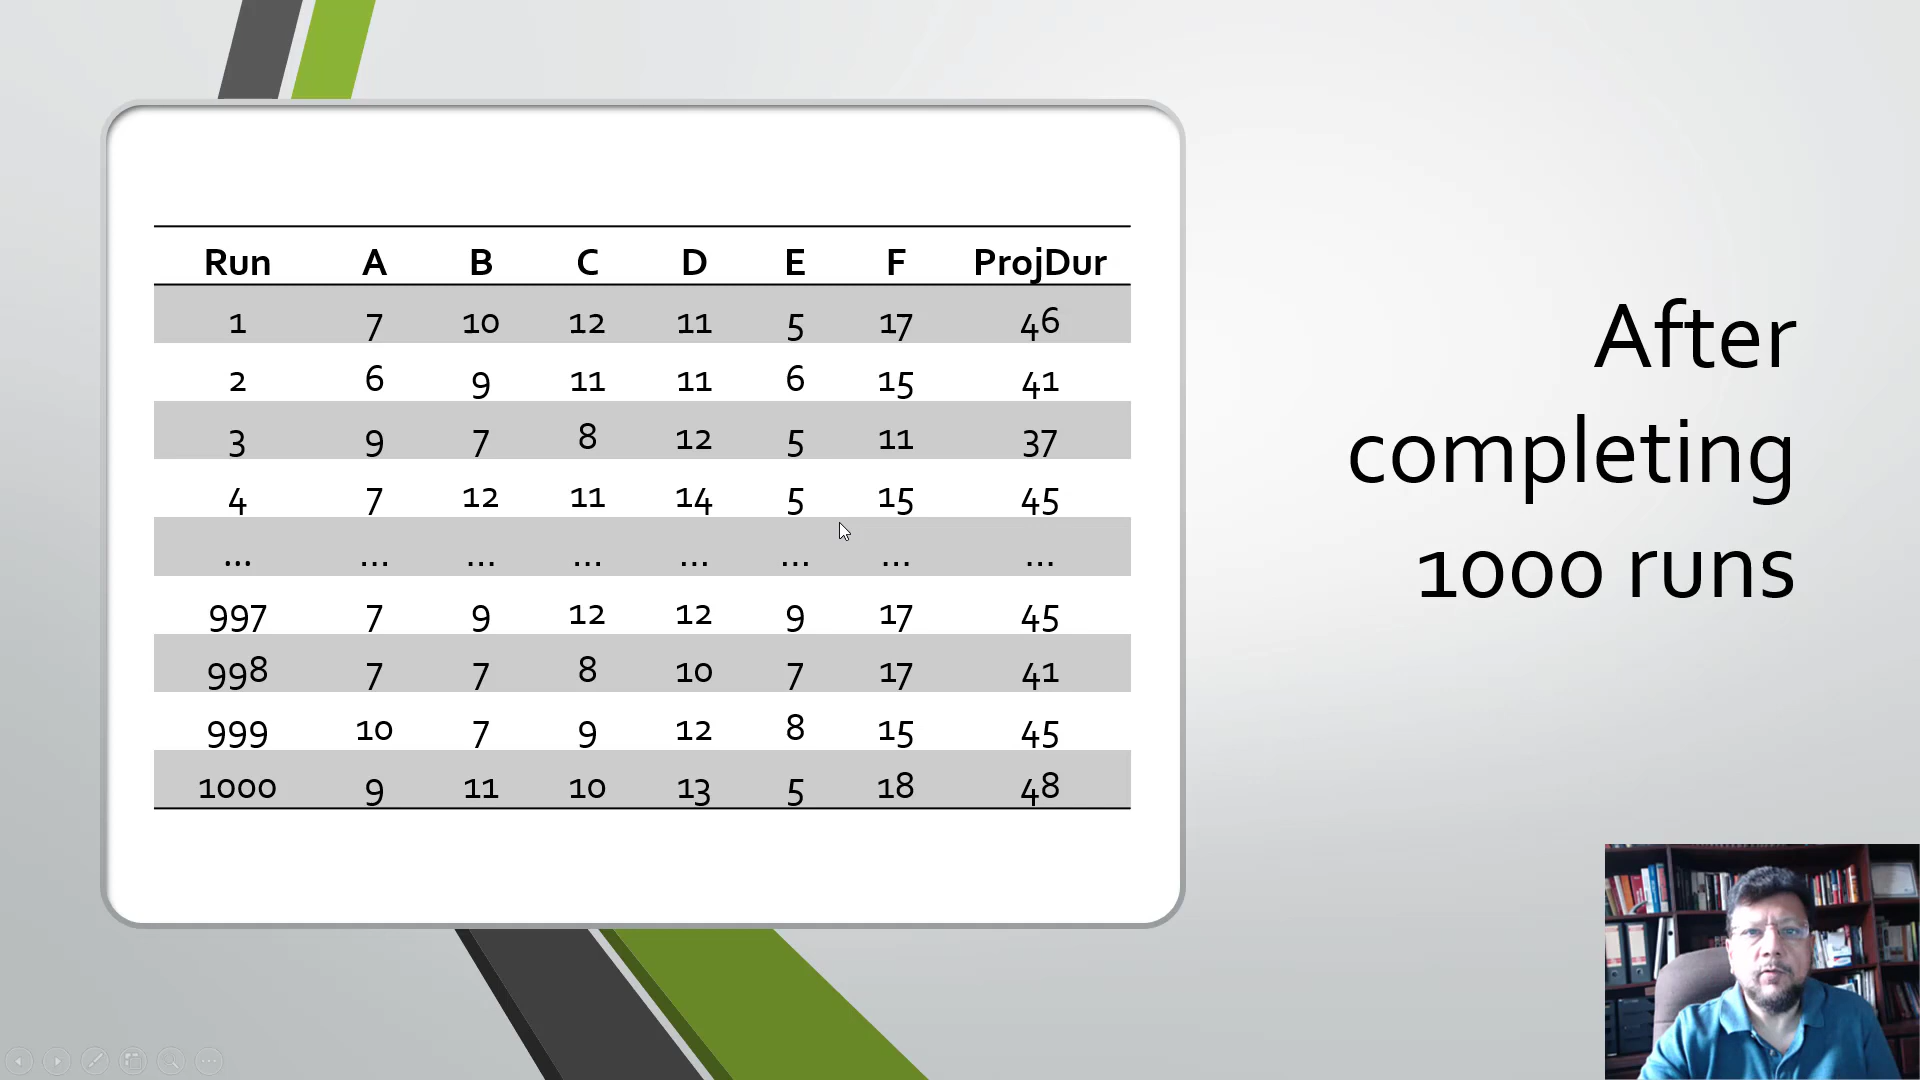 Run A B C D E F ProjDur
1 7 10 12 11 5 17 46
2 6 9 11 11 6 15 41
3 9 7 8 12 5 11 37
4 7 12 11 14 5 15 45
... ... ... ... ... ... ... ...
997 7 9 12 12 9 17 45
998 7 7 8 10 7 17 41
999 10 7 9 12 8 15 45
1000 9 11 10 13 5 18 48
After
completing
1000 runs